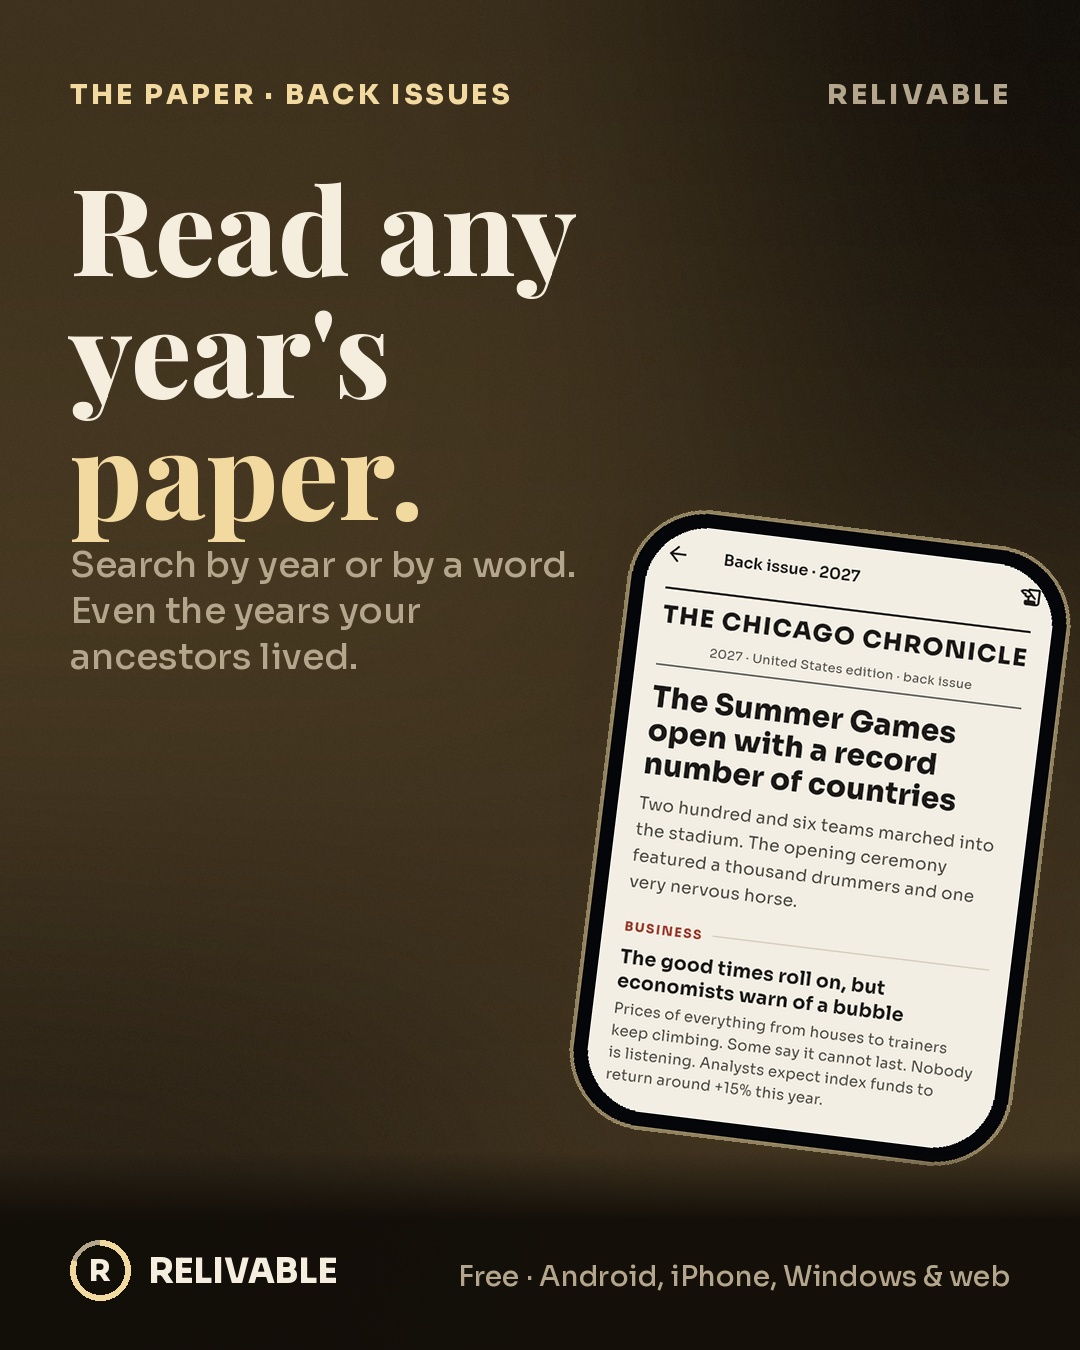 THE PAPER · BACK ISSUES
RELIVABLE
Read any
year's
paper.
Search by year or by a word.
Even the years your
ancestors lived.
Back issue · 2027
THE CHICAGO CHRONICLE
2027 · United States edition · back issue
The Summer Games
open with a record
number of countries
Two hundred and six teams marched into
the stadium. The opening ceremony
featured a thousand drummers and one
very nervous horse.
BUSINESS
The good times roll on, but
economists warn of a bubble
Prices of everything from houses to trainers
keep climbing. Some say it cannot last. Nobody
is listening. Analysts expect index funds to
return around +15% this year.
R RELIVABLE
Free · Android, iPhone, Windows & web